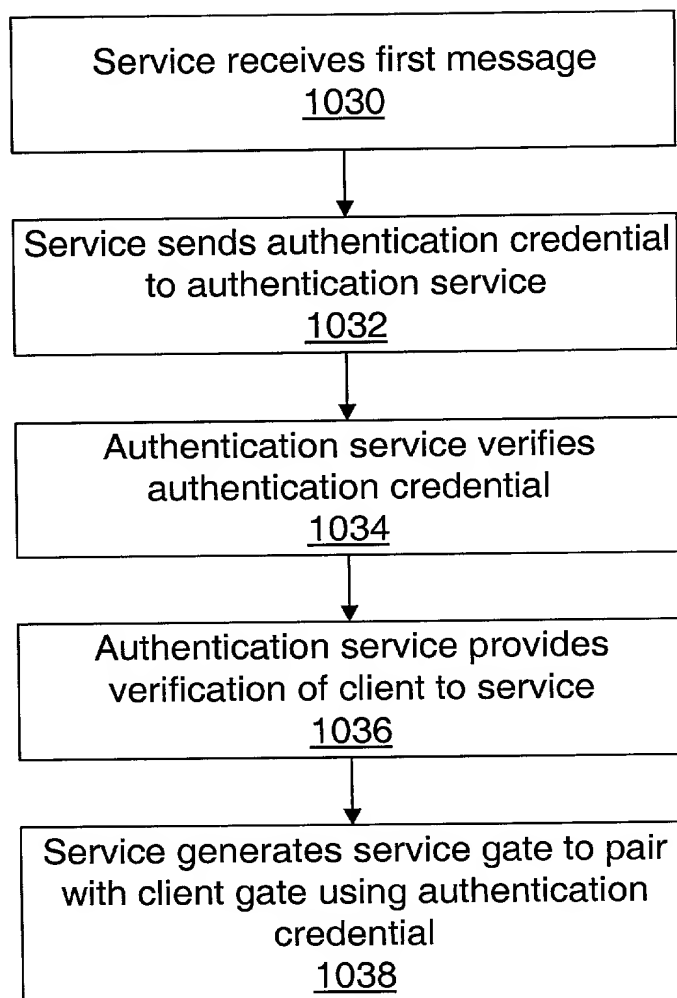 Service receives first message
1030
Service sends authentication credential
to authentication service
1032
Authentication service verifies
authentication credential
1034
Authentication service provides
verification of client to service
1036
Service generates service gate to pair
with client gate using authentication
credential
1038